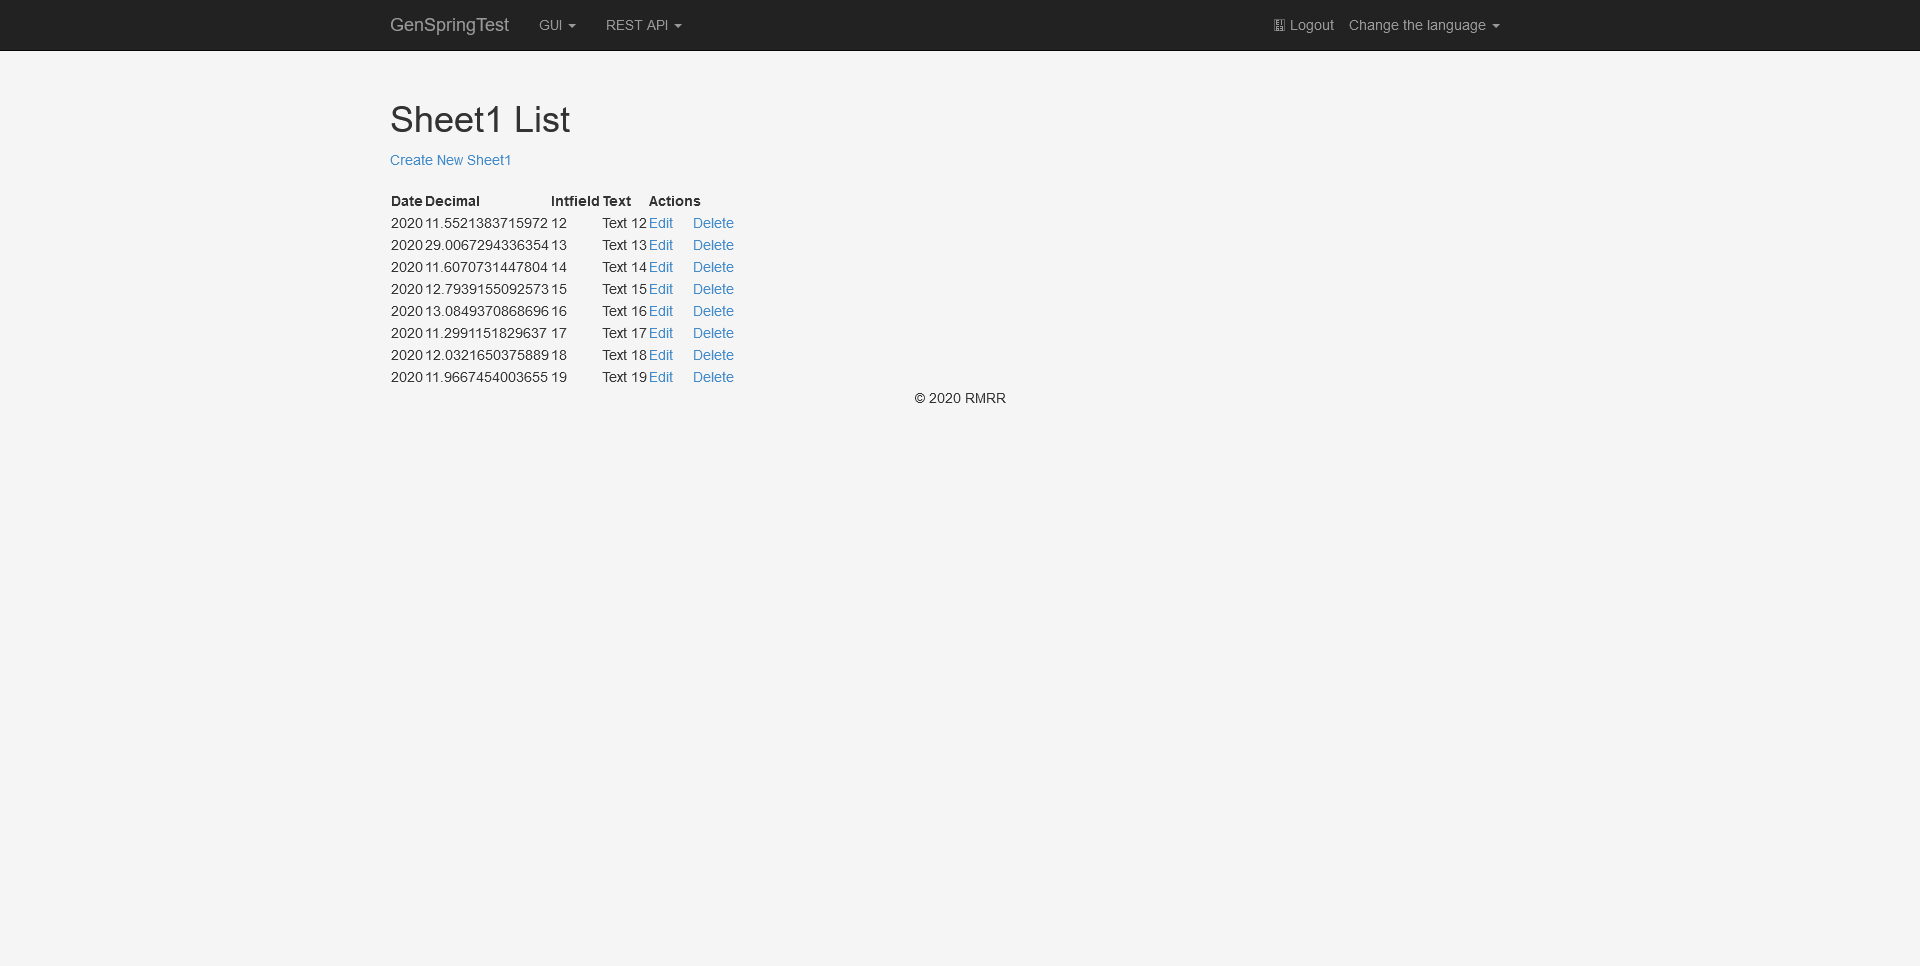 GenSpringTest GUI REST API Logout Change the language
Sheet1 List
Create New Sheet1
Date Decimal Intfield Text Actions
2020 11.5521383715972 12 Text 12 Edit Delete
2020 29.0067294336354 13 Text 13 Edit Delete
2020 11.6070731447804 14 Text 14 Edit Delete
2020 12.7939155092573 15 Text 15 Edit Delete
2020 13.0849370868696 16 Text 16 Edit Delete
2020 11.2991151829637 17 Text 17 Edit Delete
2020 12.0321650375889 18 Text 18 Edit Delete
2020 11.9667454003655 19 Text 19 Edit Delete
© 2020 RMRR